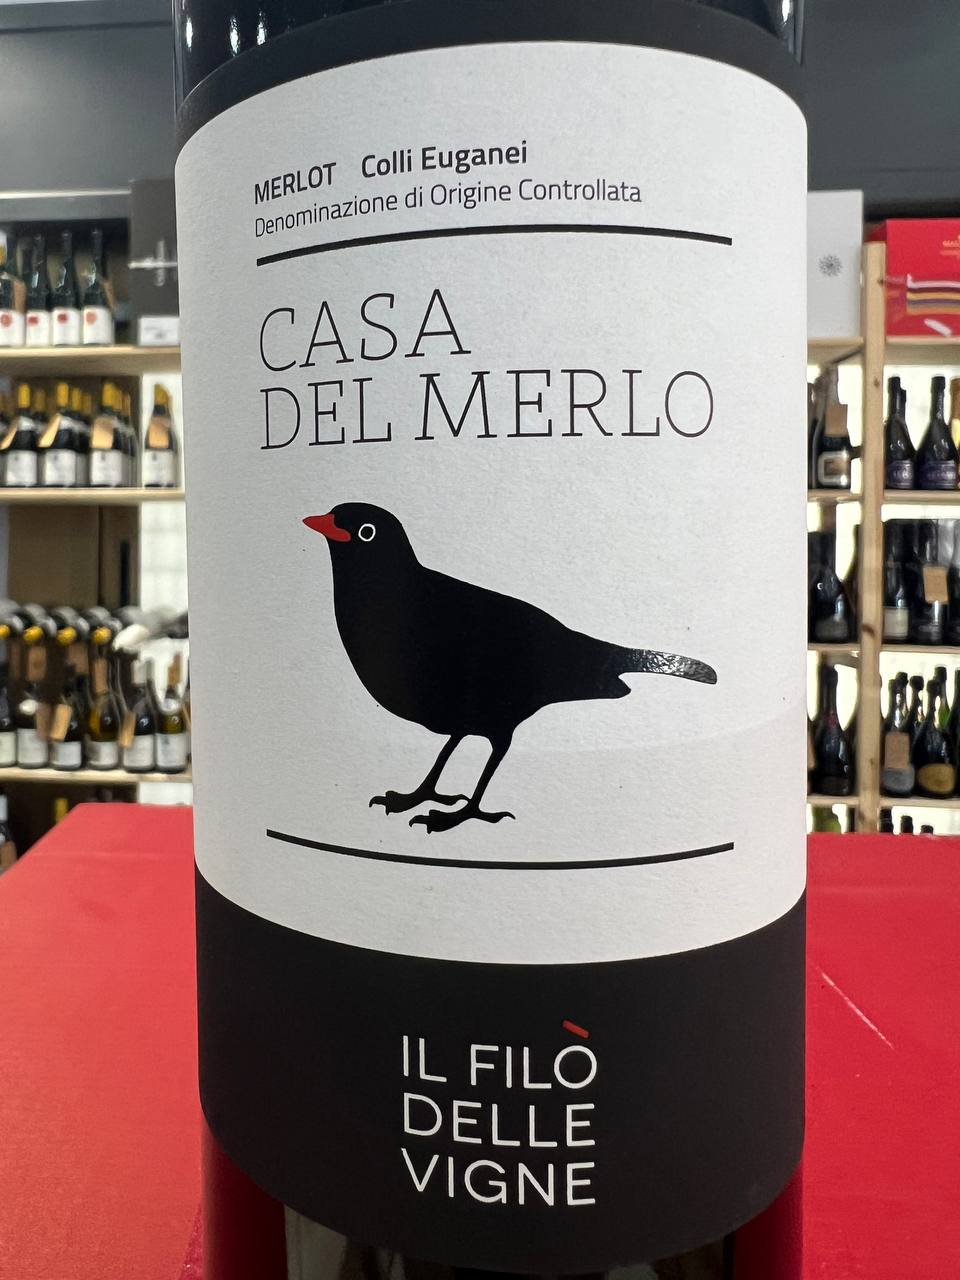 MERLOT Colli Euganei
Denominazione di Origine Controllata
CASA
DEL MERLO
IL FILÒ
DELLE
VIGNE